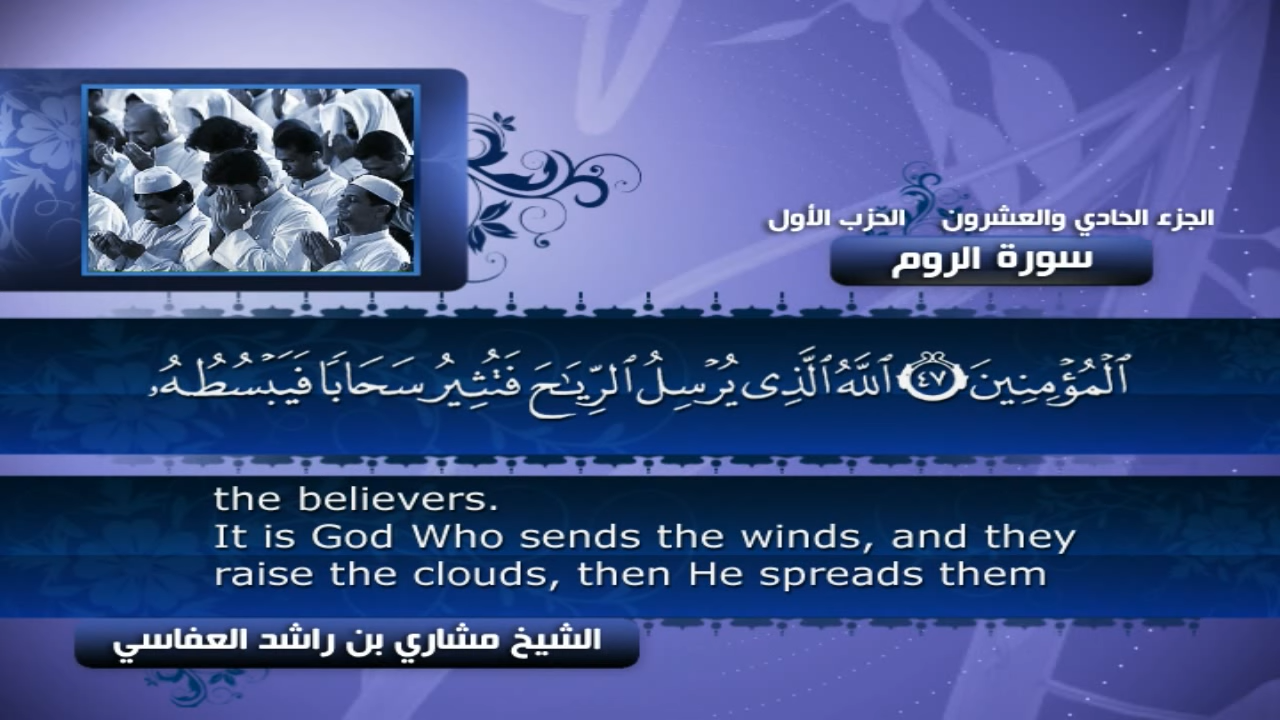 الجزء الحادي والعشرون الحزب الأول
سورة الروم
ٱلْمُؤْمِنِينَ ٤٧ ٱللَّهُ ٱلَّذِى يُرْسِلُ ٱلرِّيَـٰحَ فَتُثِيرُ سَحَابًا فَيَبْسُطُهُۥ
the believers.
It is God Who sends the winds, and they
raise the clouds, then He spreads them
الشيخ مشاري بن راشد العفاسي